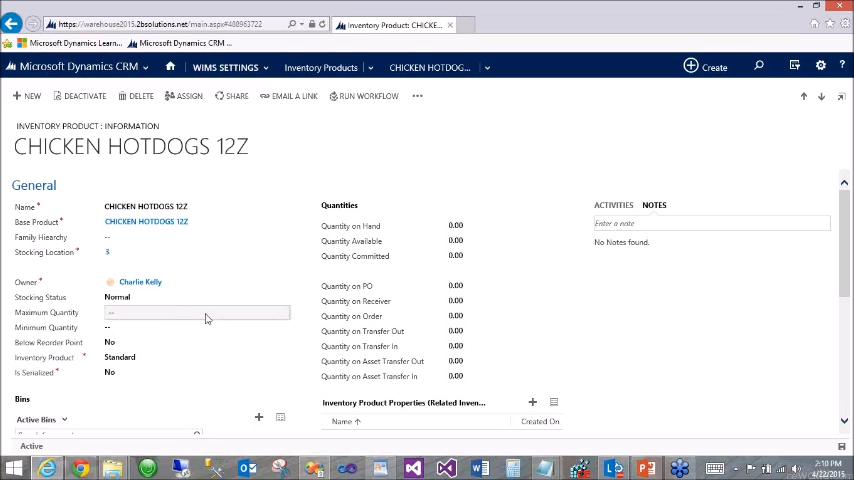 https://warehouse2015.2bsolutions.net/main.aspx#488963722
Inventory Product: CHICKE...
Microsoft Dynamics Learn...
Microsoft Dynamics CRM ...
Microsoft Dynamics CRM
WIMS SETTINGS
Inventory Products
CHICKEN HOTDOG...
Create
?
NEW
DEACTIVATE
DELETE
ASSIGN
SHARE
EMAIL A LINK
RUN WORKFLOW
...
INVENTORY PRODUCT : INFORMATION
CHICKEN HOTDOGS 12Z
General
Name * CHICKEN HOTDOGS 12Z
Base Product * CHICKEN HOTDOGS 12Z
Family Hierarchy --
Stocking Location * 3
Owner * Charlie Kelly
Stocking Status Normal
Maximum Quantity --
Minimum Quantity --
Below Reorder Point No
Inventory Product * Standard
Is Serialized * No
Bins
Active Bins
Quantities
Quantity on Hand 0.00
Quantity Available 0.00
Quantity Committed 0.00
Quantity on PO 0.00
Quantity on Receiver 0.00
Quantity on Order 0.00
Quantity on Transfer Out 0.00
Quantity on Transfer In 0.00
Quantity on Asset Transfer Out 0.00
Quantity on Asset Transfer In 0.00
Inventory Product Properties (Related Inven...
Name ↑ Created On
ACTIVITIES NOTES
Enter a note
No Notes found.
Active
2:10 PM
4/22/2015